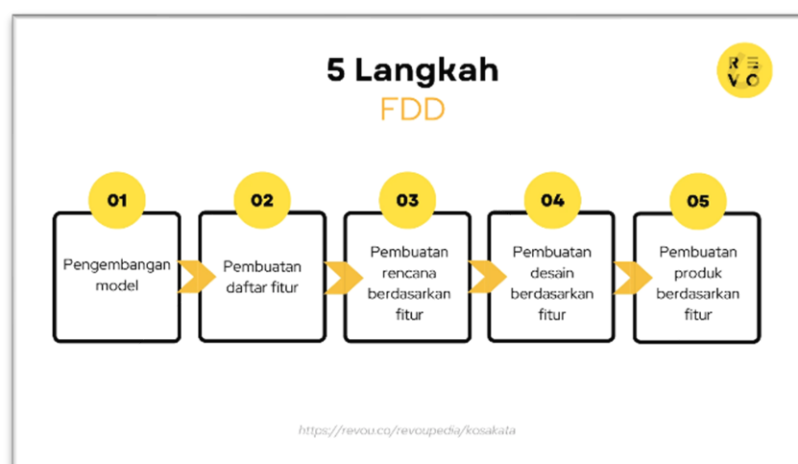 5 Langkah
FDD
R E
V O
01
Pengembangan
model
02
Pembuatan
daftar fitur
03
Pembuatan
rencana
berdasarkan
fitur
04
Pembuatan
desain
berdasarkan
fitur
05
Pembuatan
produk
berdasarkan
fitur
https://revou.co/revoupedia/kosakata